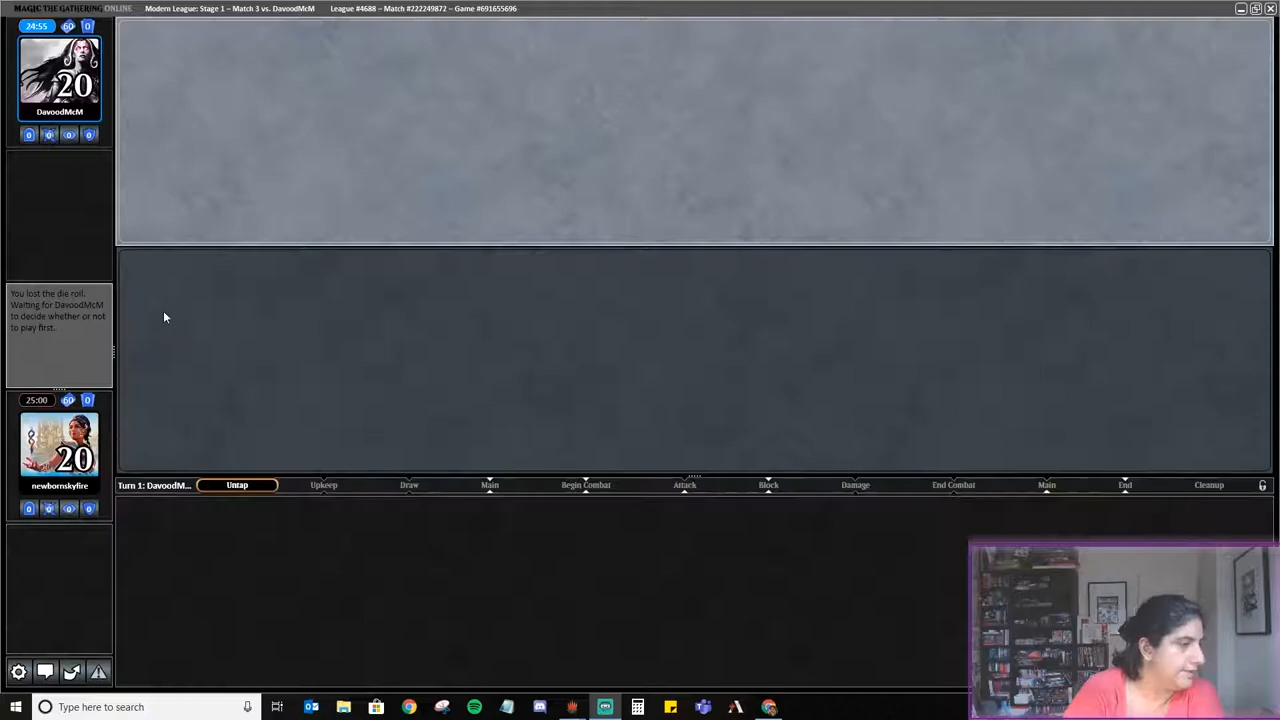 MAGIC THE GATHERING ONLINE Modern League: Stage 1 – Match 3 vs. DavoodMcM League #4688 – Match #222249872 – Game #691655696
24:55 60 0
20
DavoodMcM
0 0 0 0
You lost the die roll.
Waiting for DavoodMcM
to decide whether or not
to play first.
25:00 60 0
20
newbornskyfire
Turn 1: DavoodM... Untap Upkeep Draw Main Begin Combat Attack Block Damage End Combat Main End Cleanup
0 0 0 0
Type here to search